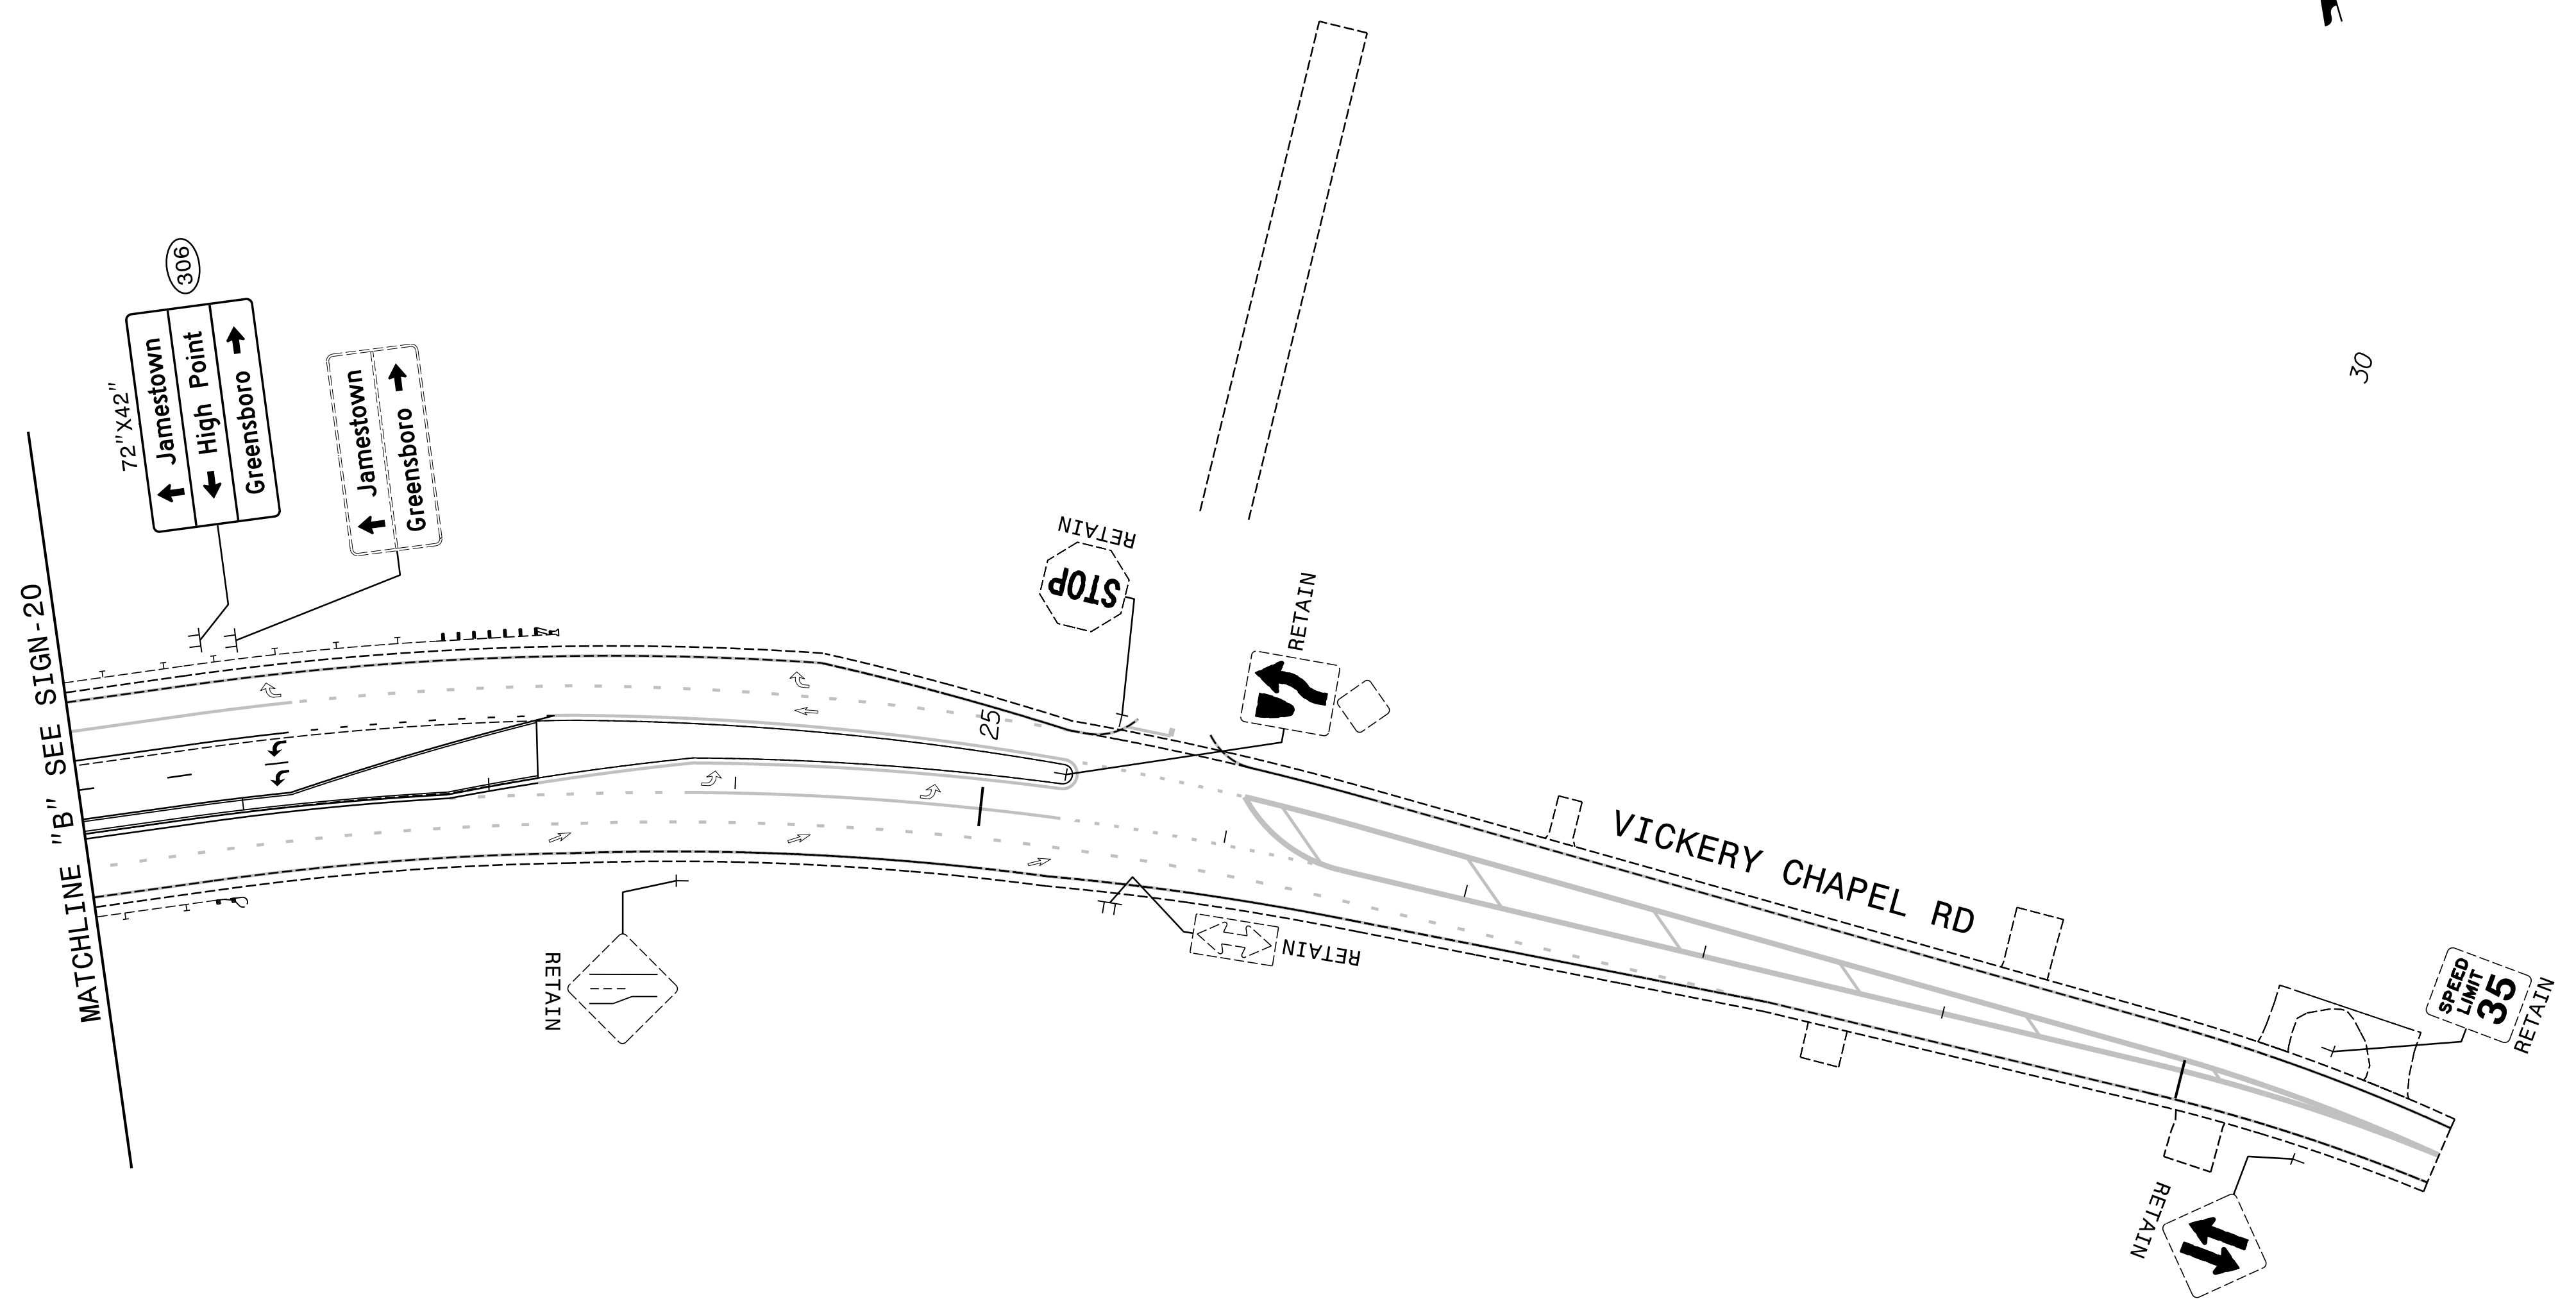 306
72"X42"
Jamestown
High Point
Greensboro
Jamestown
Greensboro
MATCHLINE "B" SEE SIGN-20
RETAIN
STOP
RETAIN
25
30
VICKERY CHAPEL RD
RETAIN
RETAIN
SPEED
LIMIT
35
RETAIN
RETAIN